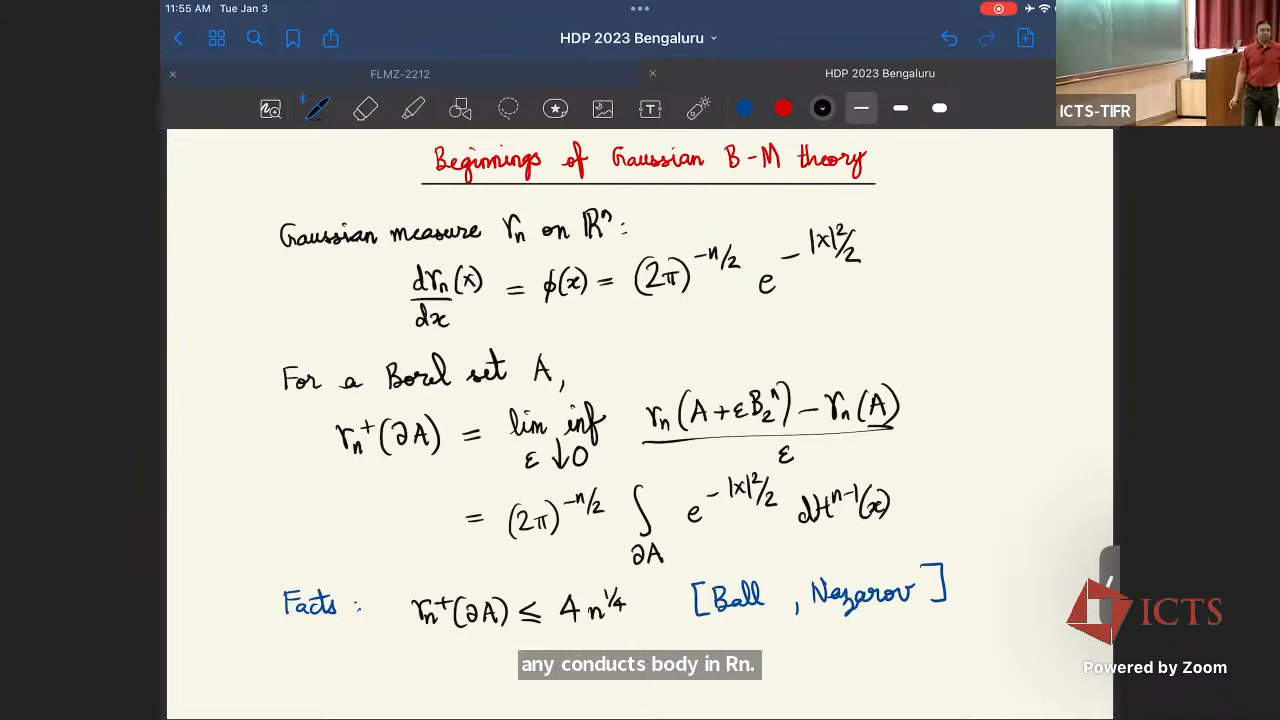 11:55 AM Tue Jan 3
HDP 2023 Bengaluru
FLMZ-2212
HDP 2023 Bengaluru
ICTS-TIFR
Beginnings of Gaussian B-M theory
Gaussian measure γn on ℝⁿ:
dγn(x)/dx = ϕ(x) = (2π)^{-n/2} e^{-|x|²/2}
For a Borel set A,
γn⁺(∂A) = lim inf_{ε↓0} (γn(A+εB₂ⁿ) - γn(A))/ε
= (2π)^{-n/2} ∫_{∂A} e^{-|x|²/2} dH^{n-1}(x)
Facts: γn⁺(∂A) ≤ 4 n^{1/4} [Ball, Nazarov]
any conducts body in Rn.
ICTS
Powered by Zoom